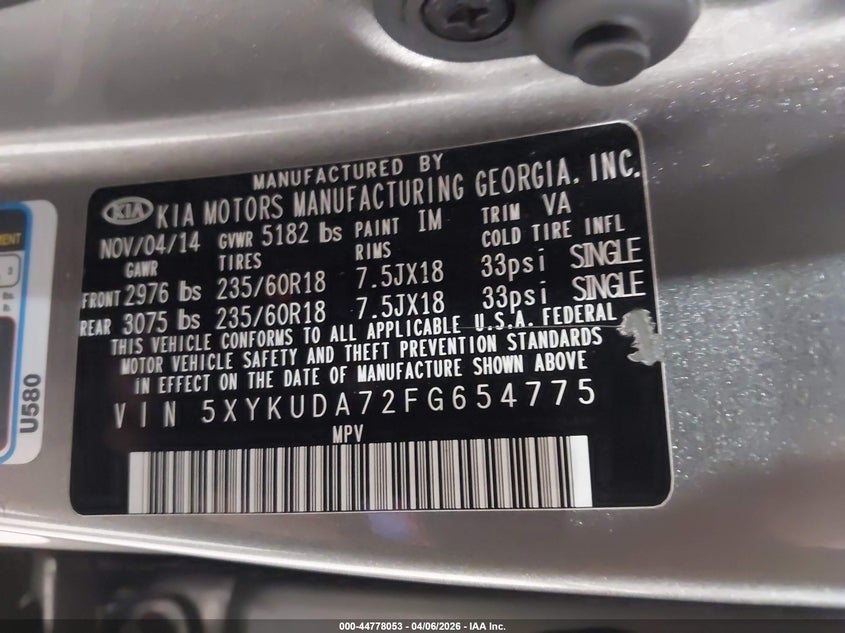 MANUFACTURED BY
KIA KIA MOTORS MANUFACTURING GEORGIA, INC.
NOV/04/14 GVWR 5182 lbs PAINT IM TRIM VA
GAWR TIRES RIMS COLD TIRE INFL
FRONT 2976 lbs 235/60R18 7.5JX18 33psi SINGLE
REAR 3075 lbs 235/60R18 7.5JX18 33psi SINGLE
THIS VEHICLE CONFORMS TO ALL APPLICABLE U.S.A. FEDERAL
MOTOR VEHICLE SAFETY AND THEFT PREVENTION STANDARDS
IN EFFECT ON THE DATE OF MANUFACTURE SHOWN ABOVE
VIN 5XYKUDA72FG654775
MPV
U580
000-44778053 - 04/06/2026 - IAA Inc.